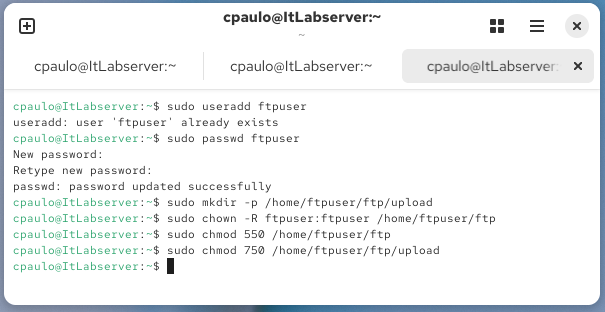 cpaulo@ItLabserver:~
~
cpaulo@ItLabserver:~
cpaulo@ItLabserver:~
cpaulo@ItLabserver:
cpaulo@ItLabserver:~$ sudo useradd ftpuser
useradd: user 'ftpuser' already exists
cpaulo@ItLabserver:~$ sudo passwd ftpuser
New password:
Retype new password:
passwd: password updated successfully
cpaulo@ItLabserver:~$ sudo mkdir -p /home/ftpuser/ftp/upload
cpaulo@ItLabserver:~$ sudo chown -R ftpuser:ftpuser /home/ftpuser/ftp
cpaulo@ItLabserver:~$ sudo chmod 550 /home/ftpuser/ftp
cpaulo@ItLabserver:~$ sudo chmod 750 /home/ftpuser/ftp/upload
cpaulo@ItLabserver:~$